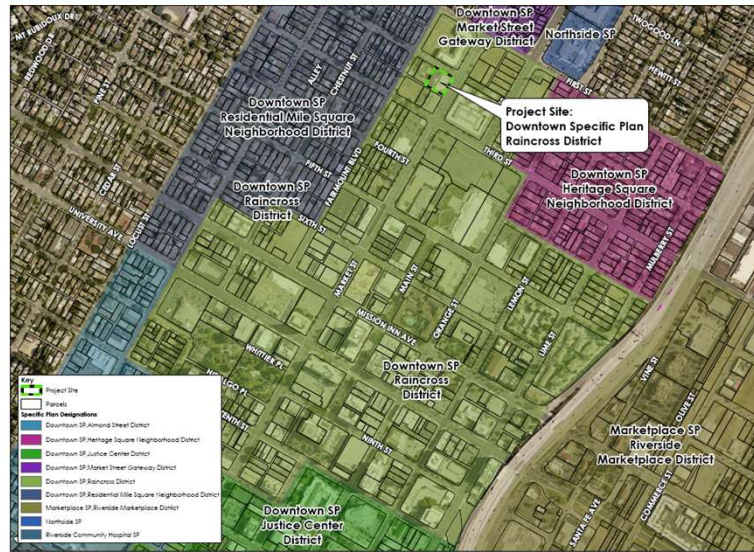 Downtown SP
Market Street
Gateway District
Northside SP
MT RUBIDOUX DR
REDWOOD DR
PINE ST
CEDAR ST
UNIVERSITY AVE
LOCUST ST
ALLEY
CHESTNUT ST
TWOGOOD LN
HEWITT ST
FIRST ST
Downtown SP
Residential Mile Square
Neighborhood District
Project Site:
Downtown Specific Plan
Raincross District
FIFTH ST
FAIRMOUNT BLVD
FOURTH ST
THIRD ST
Downtown SP
Heritage Square
Neighborhood District
Downtown SP
Raincross
District
SIXTH ST
MULBERRY ST
MARKET ST
MAIN ST
ORANGE ST
LEMON ST
LIME ST
MISSION INN AVE
WHITTIER PL
HIDALGO PL
TENTH ST
NINTH ST
Downtown SP
Raincross
District
VINE ST
OLIVE ST
Marketplace SP
Riverside
Marketplace District
COMMERCE ST
SANTA FE AVE
Downtown SP
Justice Center
District
Key
Project Site
Parcels
Specific Plan Designations
Downtown SP, Almond Street District
Downtown SP, Heritage Square Neighborhood District
Downtown SP, Justice Center District
Downtown SP, Market Street Gateway District
Downtown SP, Raincross District
Downtown SP, Residential Mile Square Neighborhood District
Marketplace SP, Riverside Marketplace District
Northside SP
Riverside Community Hospital SP